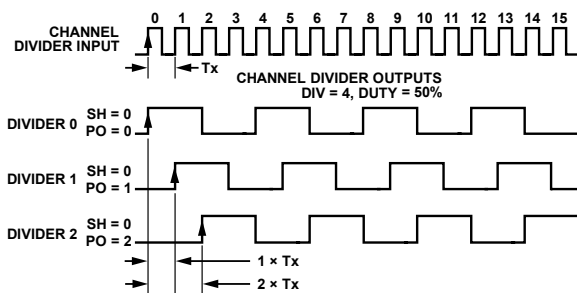 0 1 2 3 4 5 6 7 8 9 10 11 12 13 14 15
CHANNEL
DIVIDER INPUT
Tx
CHANNEL DIVIDER OUTPUTS
DIV = 4, DUTY = 50%
DIVIDER 0
SH = 0
PO = 0
DIVIDER 1
SH = 0
PO = 1
DIVIDER 2
SH = 0
PO = 2
1 × Tx
2 × Tx